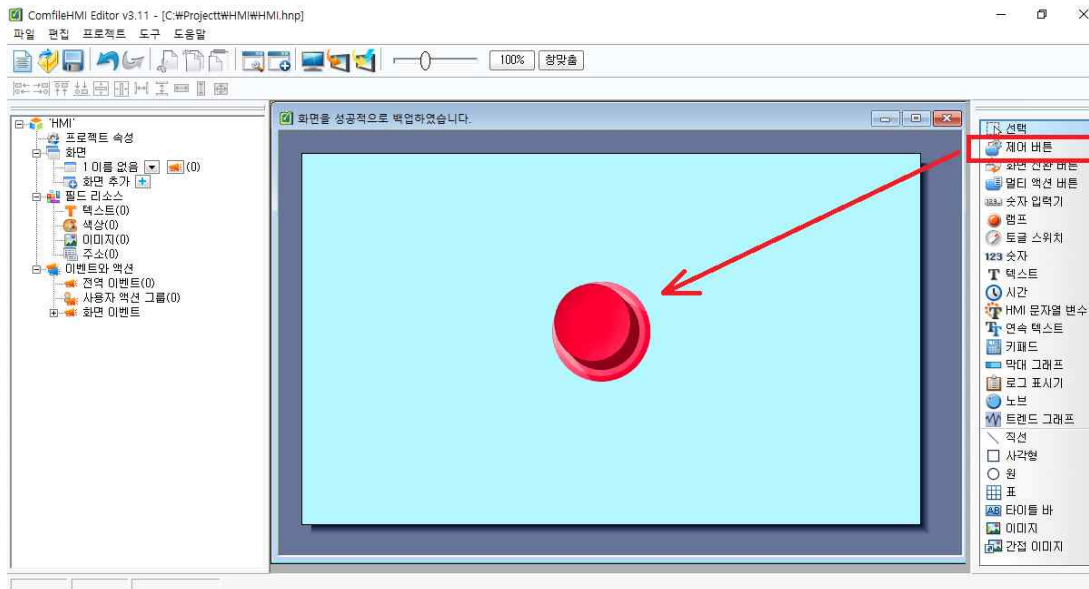 ComfileHMI Editor v3.11 - [C:₩Projectt₩HMI₩HMI.hnp]
파일 편집 프로젝트 도구 도움말
100% 창맞춤
'HMI'
프로젝트 속성
화면
1 이름 없음 (0)
화면 추가
필드 리소스
텍스트(0)
색상(0)
이미지(0)
주소(0)
이벤트와 액션
전역 이벤트(0)
사용자 액션 그룹(0)
화면 이벤트
화면을 성공적으로 백업하였습니다.
선택
제어 버튼
화면 전환 버튼
멀티 액션 버튼
숫자 입력기
램프
토글 스위치
123 숫자
T 텍스트
시간
HMI 문자열 변수
연속 텍스트
키패드
막대 그래프
로그 표시기
노브
트렌드 그래프
직선
사각형
원
표
AB 타이틀 바
이미지
간접 이미지